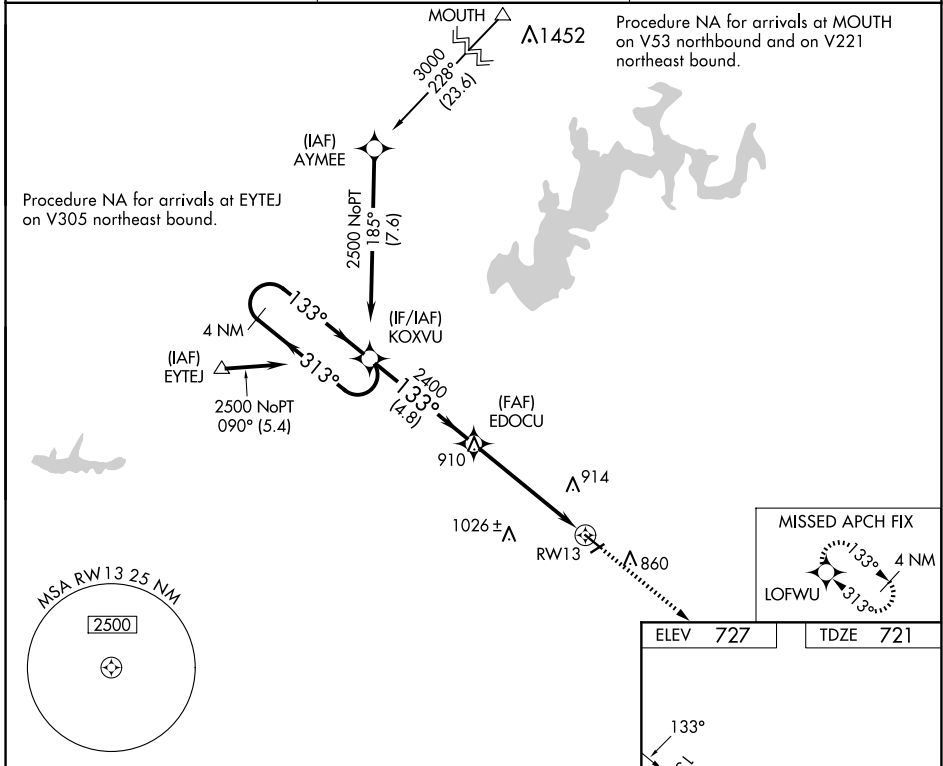 MOUTH
1452
Procedure NA for arrivals at MOUTH
on V53 northbound and on V221
northeast bound.
3000
228°
(23.6)
(IAF)
AYMEE
Procedure NA for arrivals at EYTEJ
on V305 northeast bound.
2500 NoPT
185°
(7.6)
133°
4 NM
313°
(IF/IAF)
KOXVU
(IAF)
EYTEJ
2500 NoPT
090° (5.4)
2400
133°
(4.8)
(FAF)
EDOCU
910
914
1026 ±
RW13
860
MISSED APCH FIX
133°
4 NM
LOFWU
313°
MSA RW13 25 NM
2500
ELEV 727
TDZE 721
133°